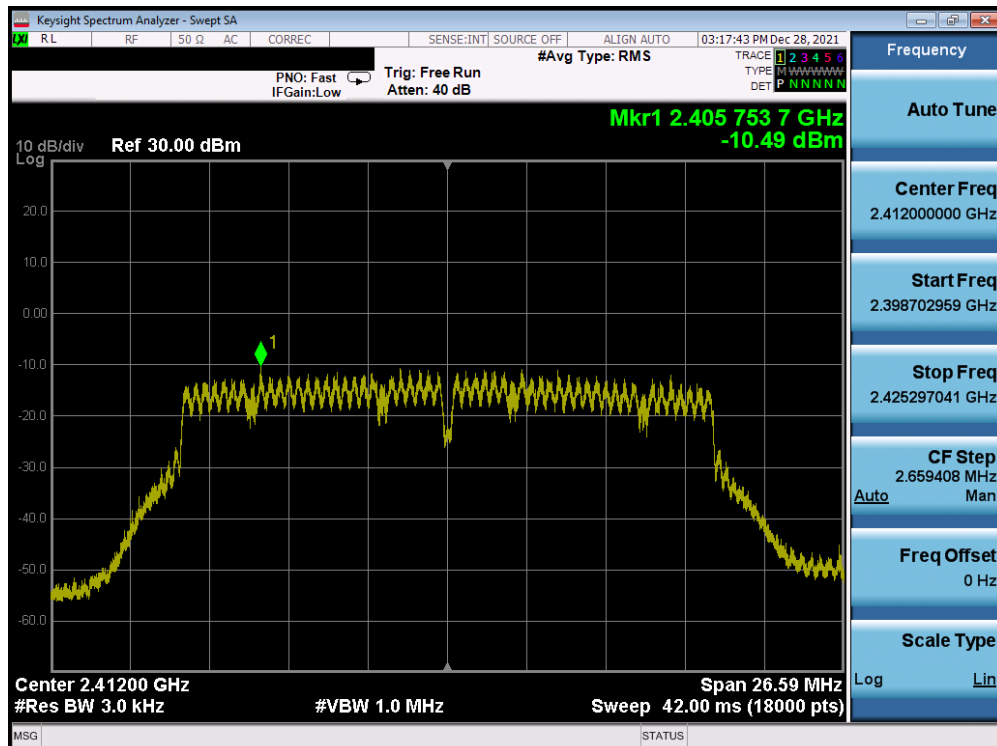 Keysight Spectrum Analyzer - Swept SA
LXI RL RF 50 Ω AC CORREC SENSE:INT SOURCE OFF ALIGN AUTO 03:17:43 PM Dec 28, 2021
Frequency
PNO: Fast
IFGain:Low
Trig: Free Run
Atten: 40 dB
#Avg Type: RMS
TRACE 1 2 3 4 5 6
TYPE M WWWWW
DET P N N N N N
Auto Tune
Mkr1 2.405 753 7 GHz
-10.49 dBm
10 dB/div
Log
Ref 30.00 dBm
20.0
10.0
0.00
-10.0
-20.0
-30.0
-40.0
-50.0
-60.0
1
Center Freq
2.412000000 GHz
Start Freq
2.398702959 GHz
Stop Freq
2.425297041 GHz
CF Step
2.659408 MHz
Auto Man
Freq Offset
0 Hz
Scale Type
Log Lin
Center 2.41200 GHz
Span 26.59 MHz
#Res BW 3.0 kHz
#VBW 1.0 MHz
Sweep 42.00 ms (18000 pts)
MSG
STATUS